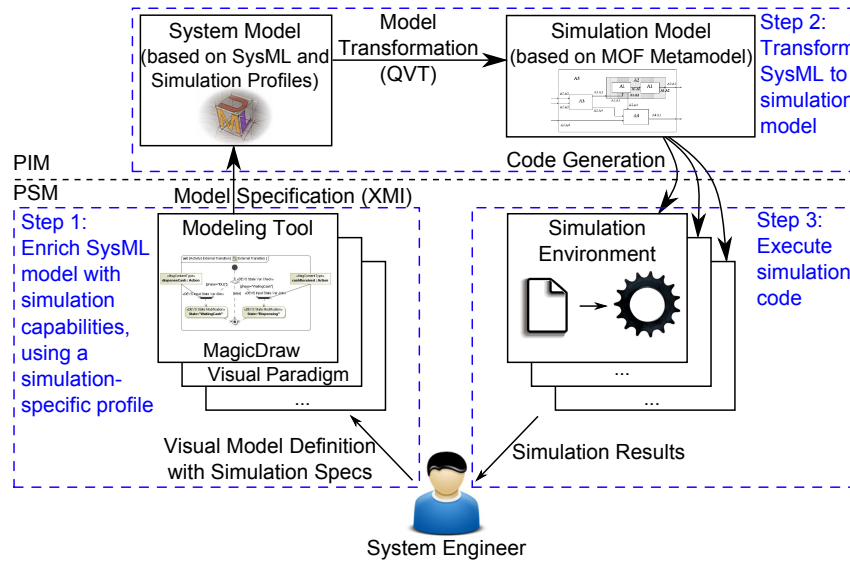 System Model
(based on SysML and
Simulation Profiles)
Model
Transformation
(QVT)
Simulation Model
(based on MOF Metamodel)
Step 2:
Transform
SysML to
simulation
model
PIM
PSM
Code Generation
Model Specification (XMI)
Step 1:
Enrich SysML
model with
simulation
capabilities,
using a
simulation-
specific profile
Modeling Tool
MagicDraw
Visual Paradigm
...
Simulation
Environment
...
...
Step 3:
Execute
simulation
code
Visual Model Definition
with Simulation Specs
Simulation Results
System Engineer